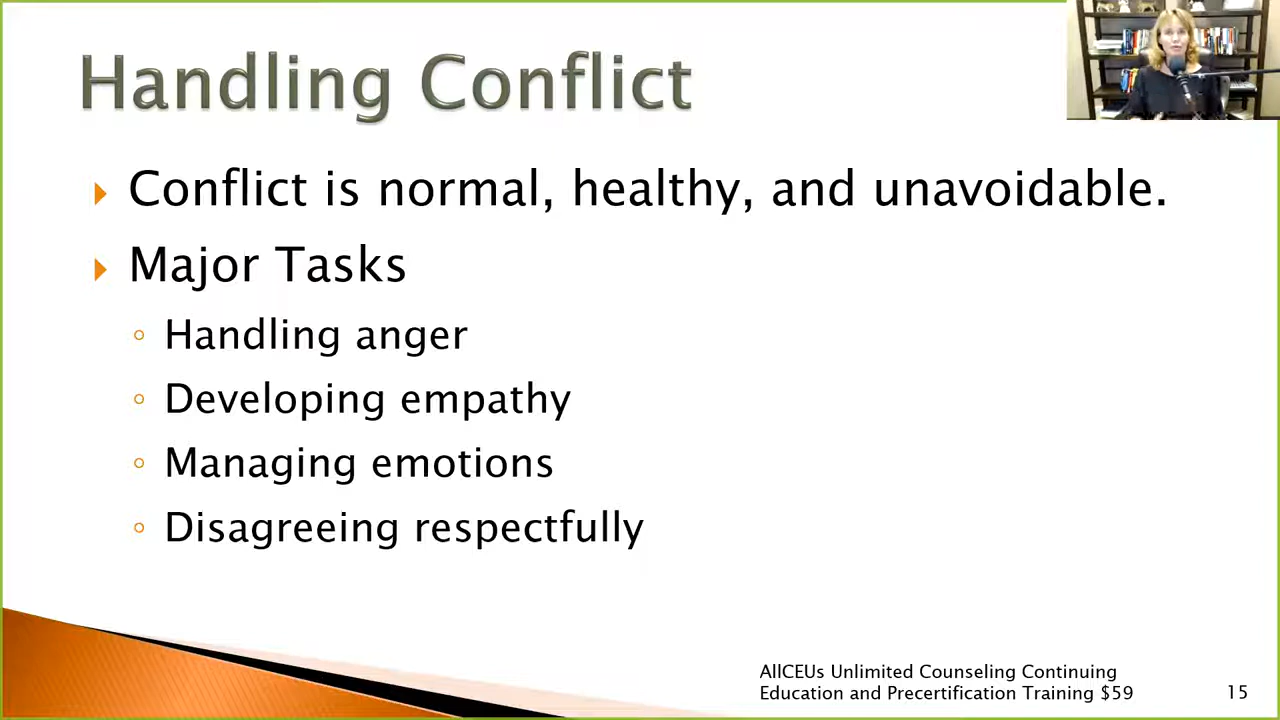 Handling Conflict
Conflict is normal, healthy, and unavoidable.
Major Tasks
Handling anger
Developing empathy
Managing emotions
Disagreeing respectfully
AllCEUs Unlimited Counseling Continuing
Education and Precertification Training $59
15